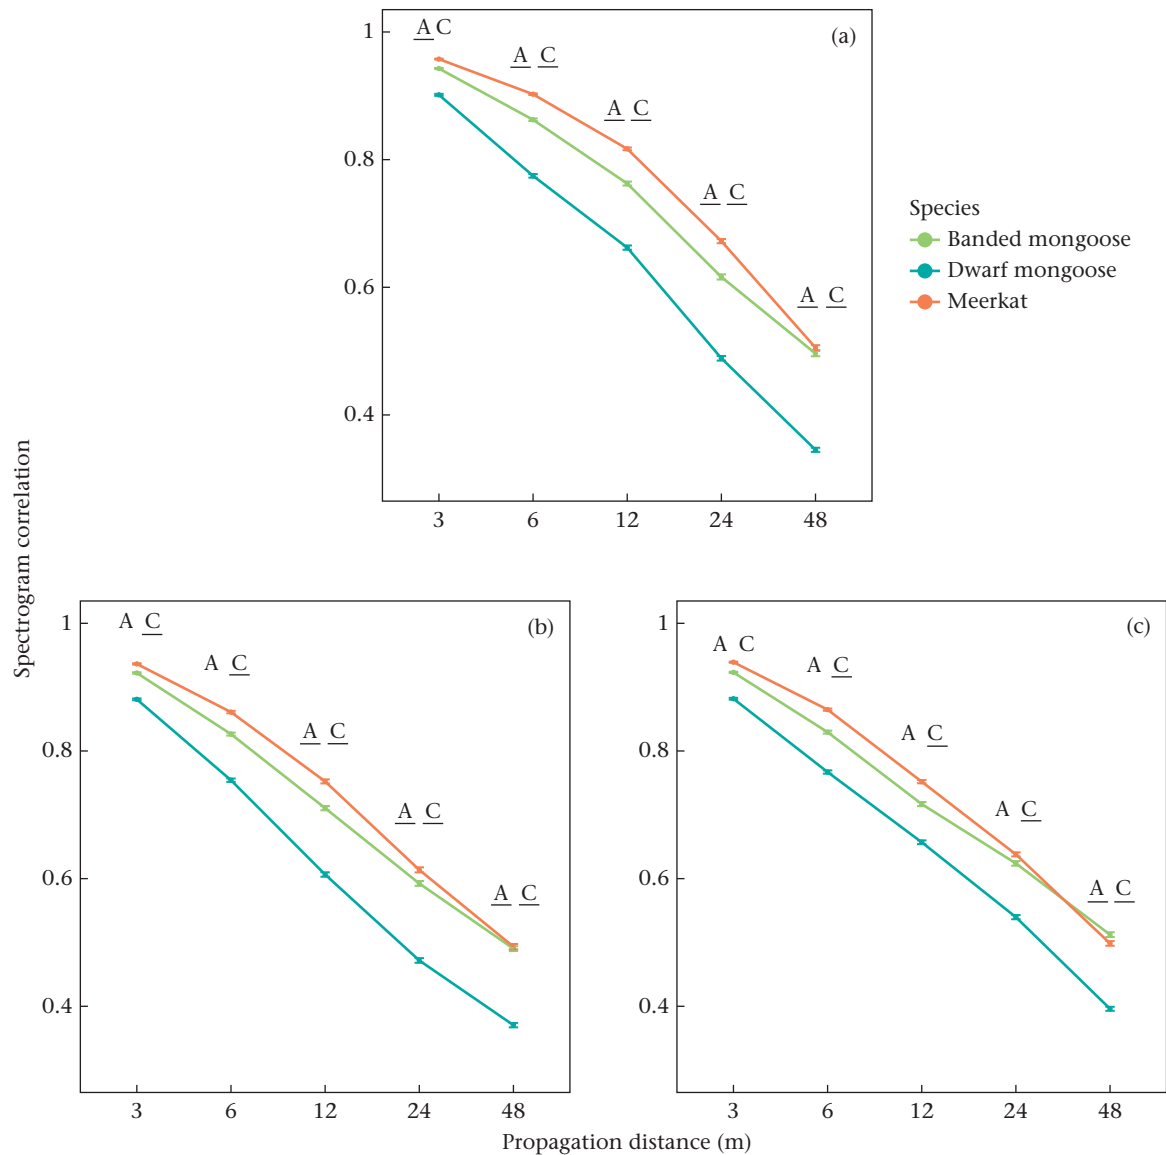 1
0.8
0.6
0.4
A C
A C
A C
A C
A C
(a)
3 6 12 24 48
Species
Banded mongoose
Dwarf mongoose
Meerkat
Spectrogram correlation
1
0.8
0.6
0.4
A C
A C
A C
A C
A C
(b)
3 6 12 24 48
1
0.8
0.6
0.4
A C
A C
A C
A C
A C
(c)
3 6 12 24 48
Propagation distance (m)